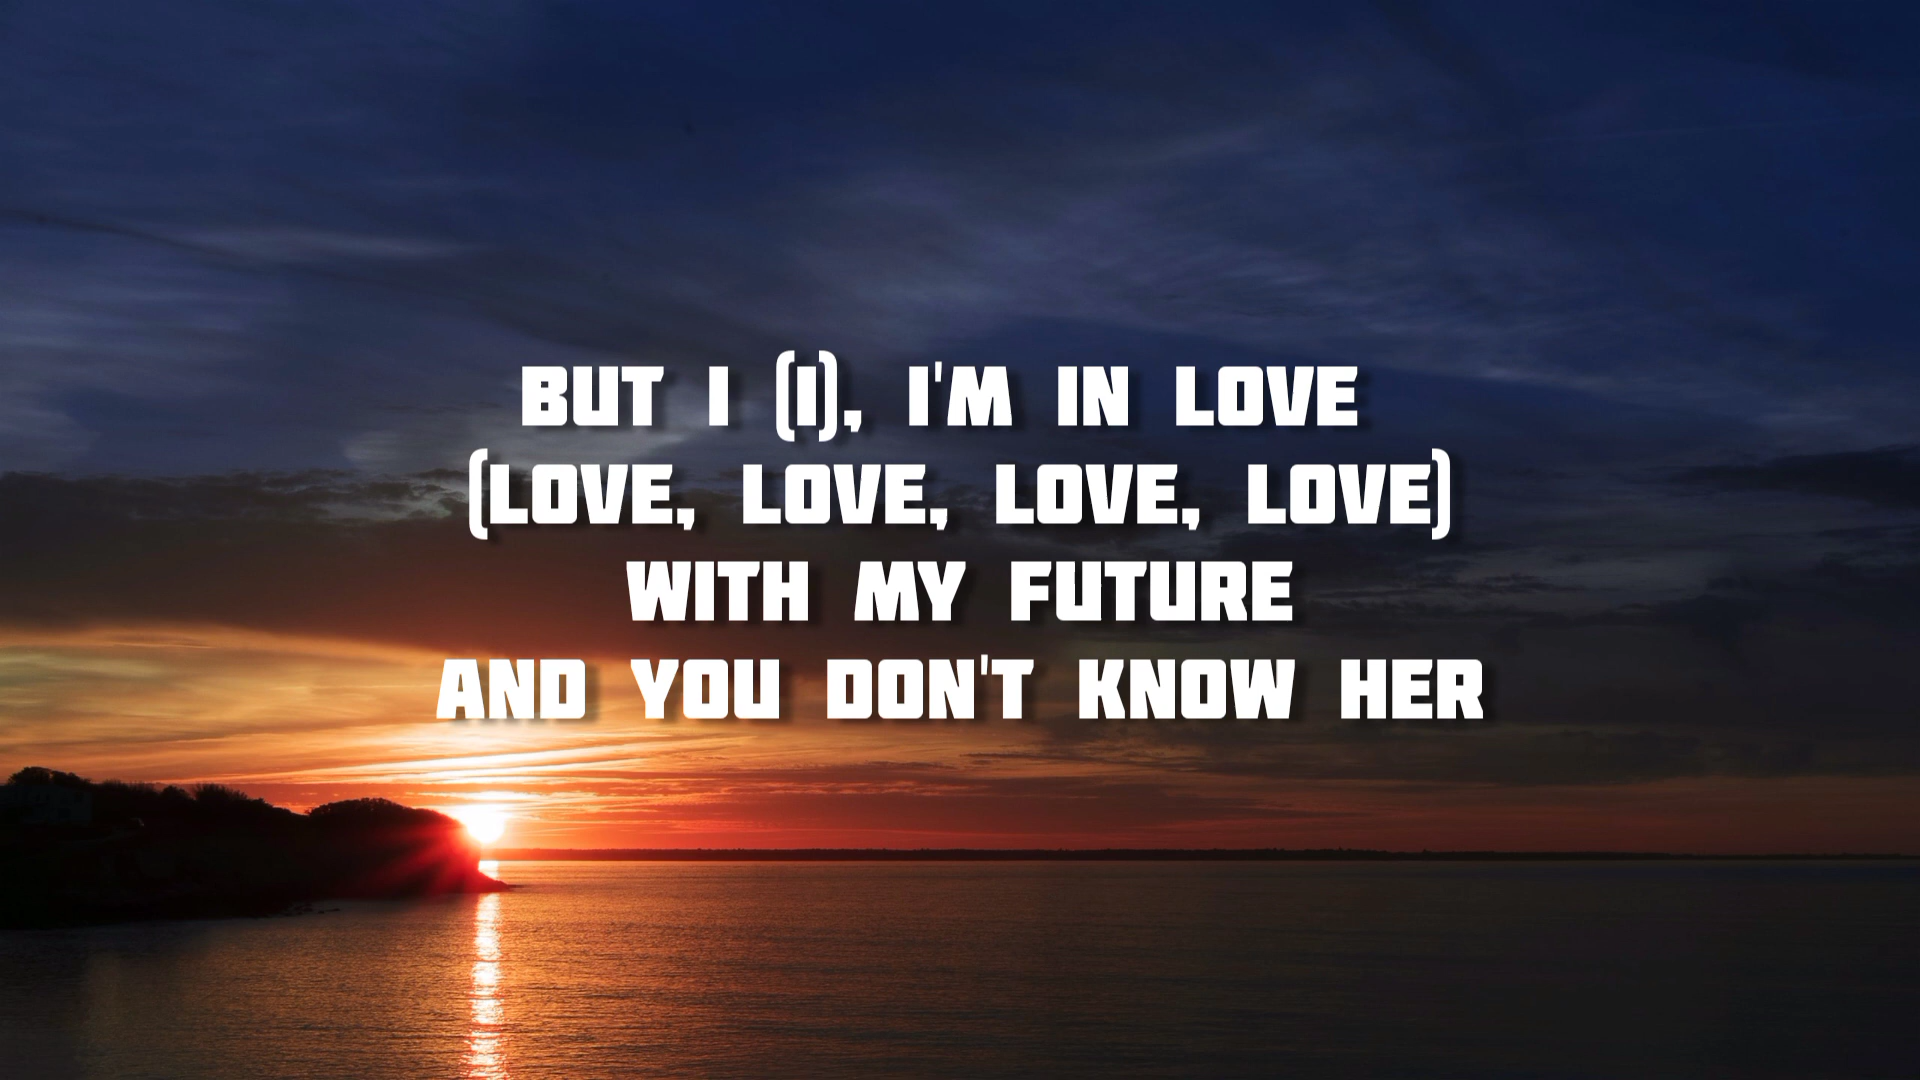 BUT I (I), I'M IN LOVE
(LOVE, LOVE, LOVE, LOVE)
WITH MY FUTURE
AND YOU DON'T KNOW HER